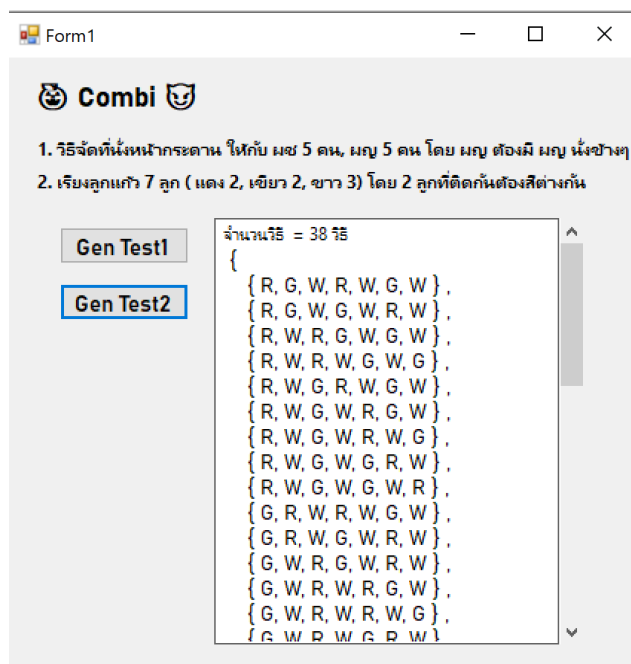 Form1
Combi
1. วิธีจัดที่นั่งหน้ากระดาน ให้กับ ผช 5 คน, ผญ 5 คน โดย ผญ ต้องมี ผญ นั่งข้างๆ
2. เรียงลูกแก้ว 7 ลูก ( แดง 2, เขียว 2, ขาว 3) โดย 2 ลูกที่ติดกันต้องสีต่างกัน
Gen Test1
Gen Test2
จำนวนวิธี = 38 วิธี
{
{ R, G, W, R, W, G, W } ,
{ R, G, W, G, W, R, W } ,
{ R, W, R, G, W, G, W } ,
{ R, W, R, W, G, W, G } ,
{ R, W, G, R, W, G, W } ,
{ R, W, G, W, R, G, W } ,
{ R, W, G, W, R, W, G } ,
{ R, W, G, W, G, R, W } ,
{ R, W, G, W, G, W, R } ,
{ G, R, W, R, W, G, W } ,
{ G, R, W, G, W, R, W } ,
{ G, W, R, G, W, R, W } ,
{ G, W, R, W, R, G, W } ,
{ G, W, R, W, R, W, G } ,
{ G, W, R, W, G, R, W }